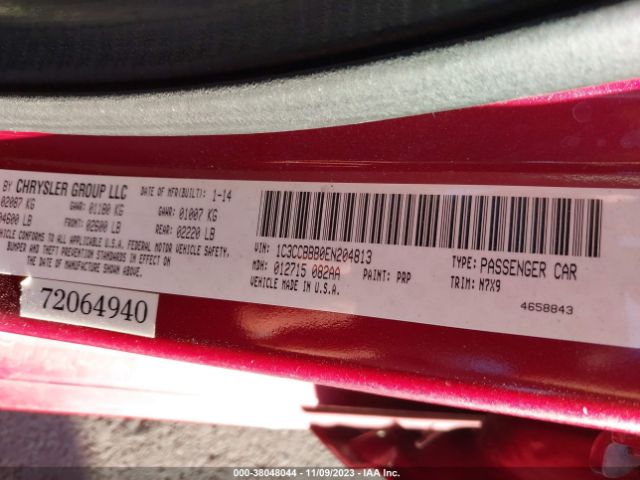 BY CHRYSLER GROUP LLC DATE OF MFR(BUILT): 1-14
02087 KG GAWR: 01180 KG GAWR: 01007 KG
04600 LB FRONT: 02600 LB REAR: 02220 LB
VEHICLE CONFORMS TO ALL APPLICABLE U.S.A. FEDERAL MOTOR VEHICLE SAFETY,
BUMPER AND THEFT PREVENTION STANDARDS IN EFFECT ON
THE DATE OF MANUFACTURE SHOWN ABOVE.
VIN: 1C3CCBBB0EN204813 TYPE: PASSENGER CAR
MDH: 012715 082AA PAINT: PRP TRIM: N7X9
VEHICLE MADE IN U.S.A. 4658843
72064940
000-38048044 — 11/09/2023 — IAA Inc.